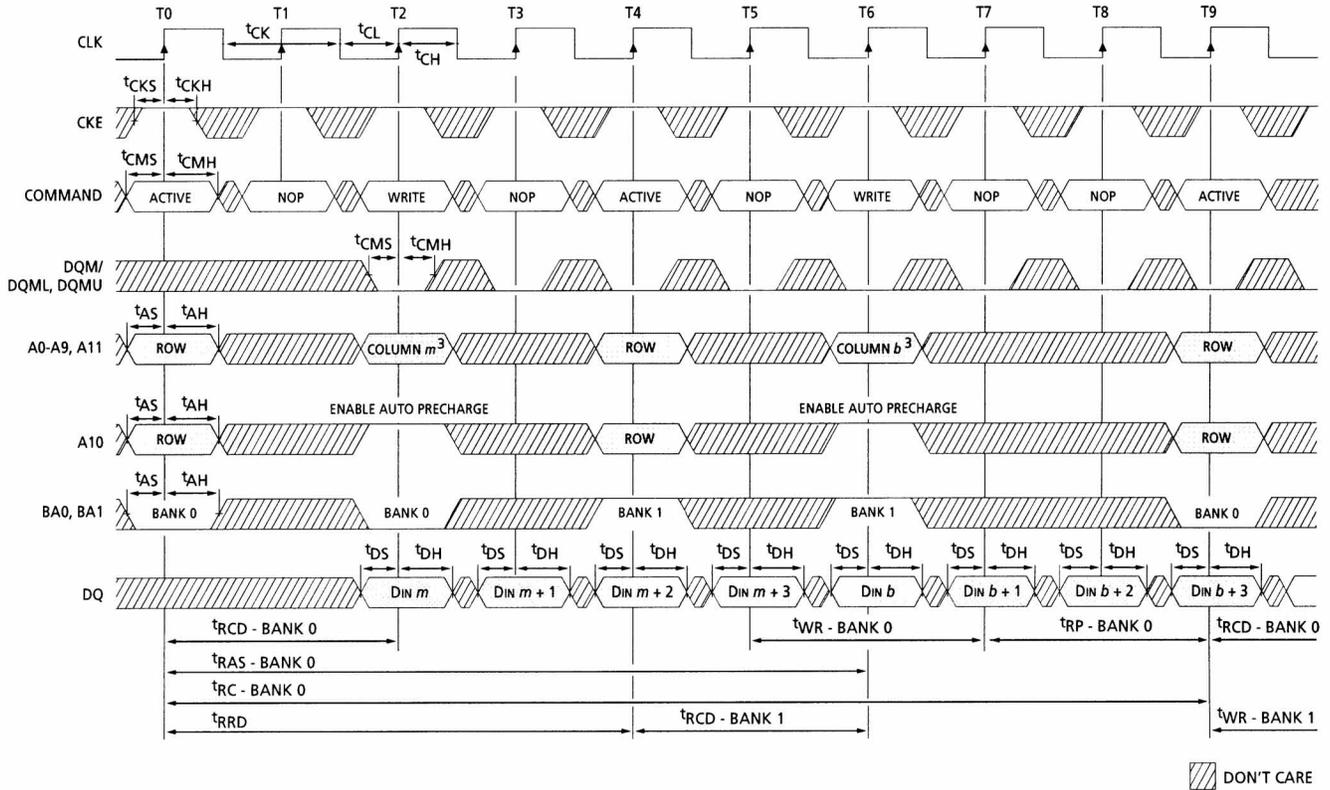 T0 T1 T2 T3 T4 T5 T6 T7 T8 T9
CLK
tCK tCL
tCH
tCKS tCKH
CKE
tCMS tCMH
COMMAND ACTIVE NOP WRITE NOP ACTIVE NOP WRITE NOP NOP ACTIVE
tCMS tCMH
DQM/
DQML, DQMU
tAS tAH
A0-A9, A11 ROW COLUMN m3 ROW COLUMN b3 ROW
tAS tAH
ENABLE AUTO PRECHARGE ENABLE AUTO PRECHARGE
A10 ROW ROW ROW
tAS tAH
BA0, BA1 BANK 0 BANK 0 BANK 1 BANK 1 BANK 0
tDS tDH tDS tDH tDS tDH tDS tDH tDS tDH tDS tDH tDS tDH tDS tDH
DQ DIN m DIN m + 1 DIN m + 2 DIN m + 3 DIN b DIN b + 1 DIN b + 2 DIN b + 3
tRCD - BANK 0 tWR - BANK 0 tRP - BANK 0 tRCD - BANK 0
tRAS - BANK 0
tRC - BANK 0
tRRD tRCD - BANK 1 tWR - BANK 1
DON'T CARE